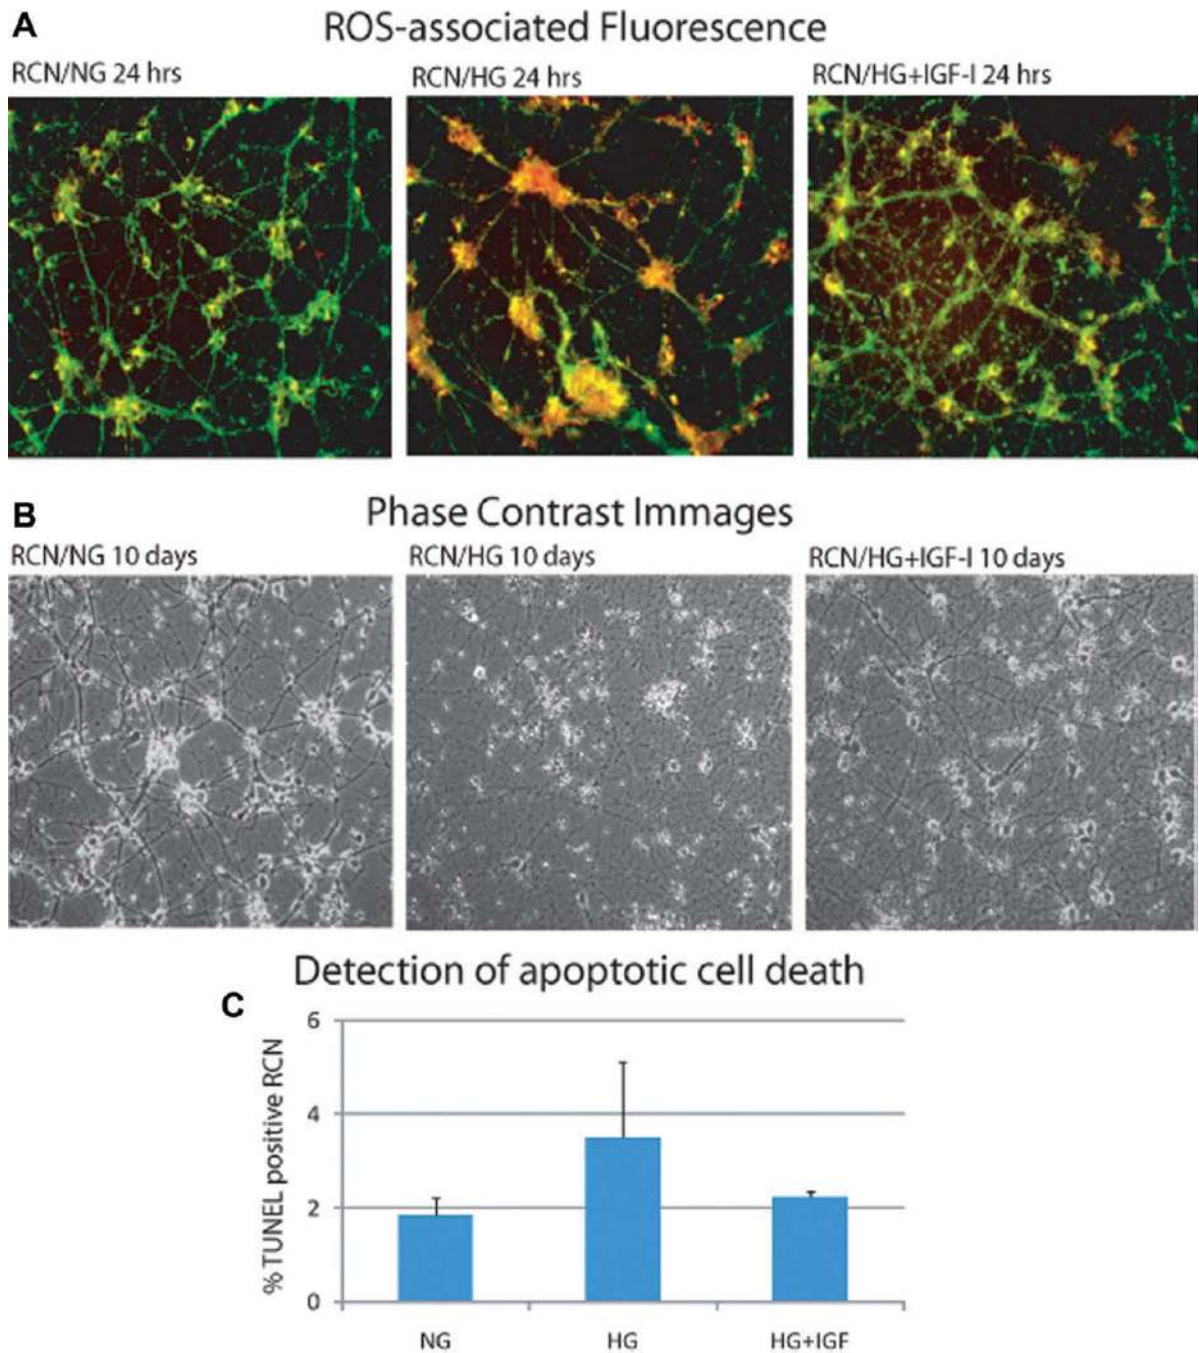 A
ROS-associated Fluorescence
RCN/NG 24 hrs
RCN/HG 24 hrs
RCN/HG+IGF-I 24 hrs
B
Phase Contrast Immages
RCN/NG 10 days
RCN/HG 10 days
RCN/HG+IGF-I 10 days
Detection of apoptotic cell death
C
% TUNEL positive RCN
6
4
2
0
NG
HG
HG+IGF